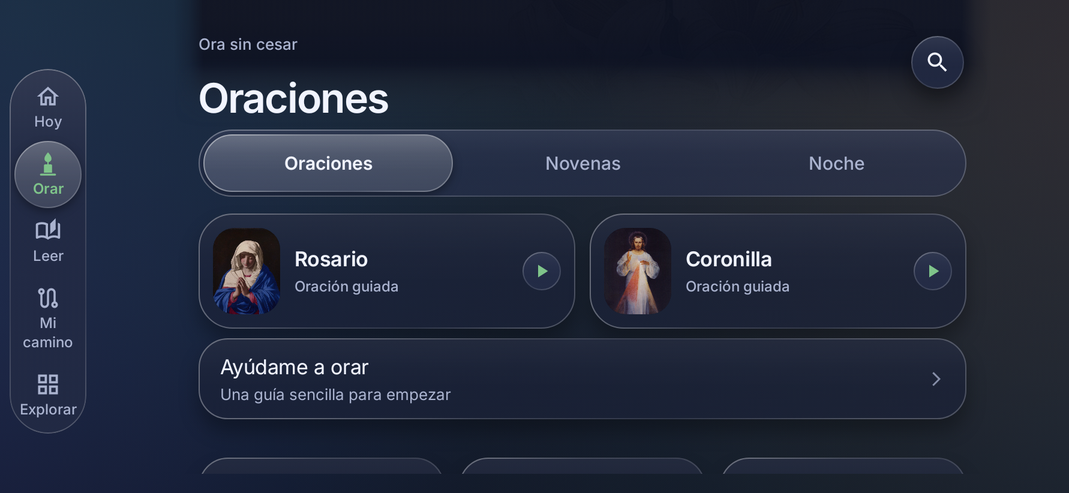 Ora sin cesar
Oraciones
Hoy
Orar
Leer
Mi
camino
Explorar
Oraciones
Novenas
Noche
Rosario
Oración guiada
Coronilla
Oración guiada
Ayúdame a orar
Una guía sencilla para empezar